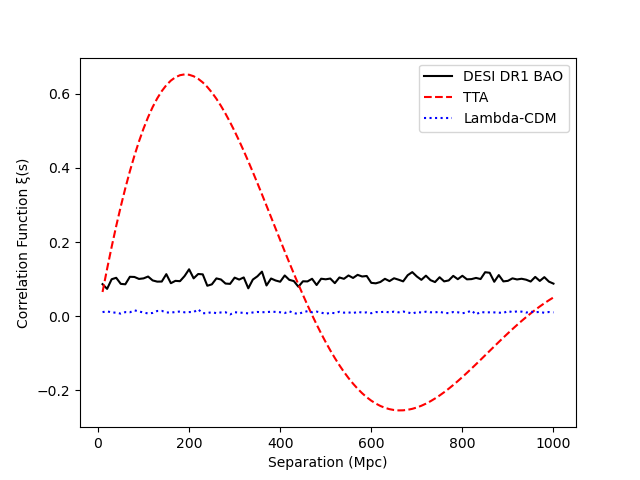 DESI DR1 BAO
TTA
Lambda-CDM
0.6
0.4
0.2
0.0
−0.2
Correlation Function ξ(s)
0 200 400 600 800 1000
Separation (Mpc)